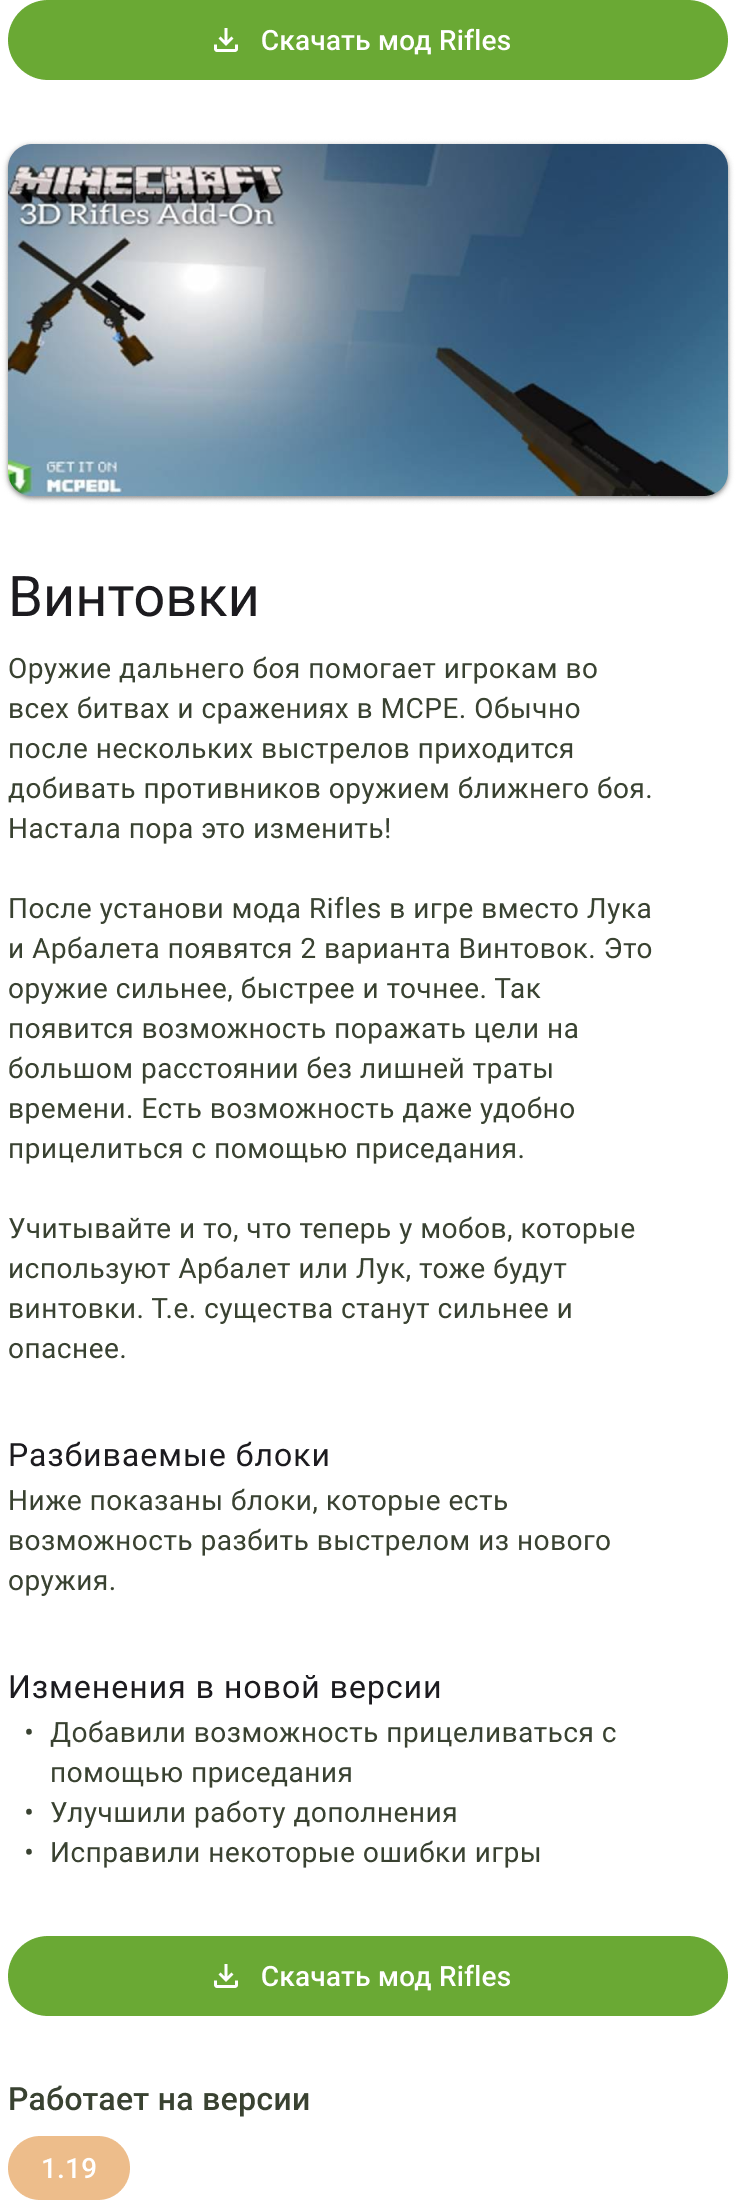 Скачать мод Rifles
MINECRAFT
3D Rifles Add-On
GET IT ON
MCPEDL
Винтовки
Оружие дальнего боя помогает игрокам во
всех битвах и сражениях в MCPE. Обычно
после нескольких выстрелов приходится
добивать противников оружием ближнего боя.
Настала пора это изменить!
После установи мода Rifles в игре вместо Лука
и Арбалета появятся 2 варианта Винтовок. Это
оружие сильнее, быстрее и точнее. Так
появится возможность поражать цели на
большом расстоянии без лишней траты
времени. Есть возможность даже удобно
прицелиться с помощью приседания.
Учитывайте и то, что теперь у мобов, которые
используют Арбалет или Лук, тоже будут
винтовки. Т.е. существа станут сильнее и
опаснее.
Разбиваемые блоки
Ниже показаны блоки, которые есть
возможность разбить выстрелом из нового
оружия.
Изменения в новой версии
• Добавили возможность прицеливаться с
помощью приседания
• Улучшили работу дополнения
• Исправили некоторые ошибки игры
Скачать мод Rifles
Работает на версии
1.19